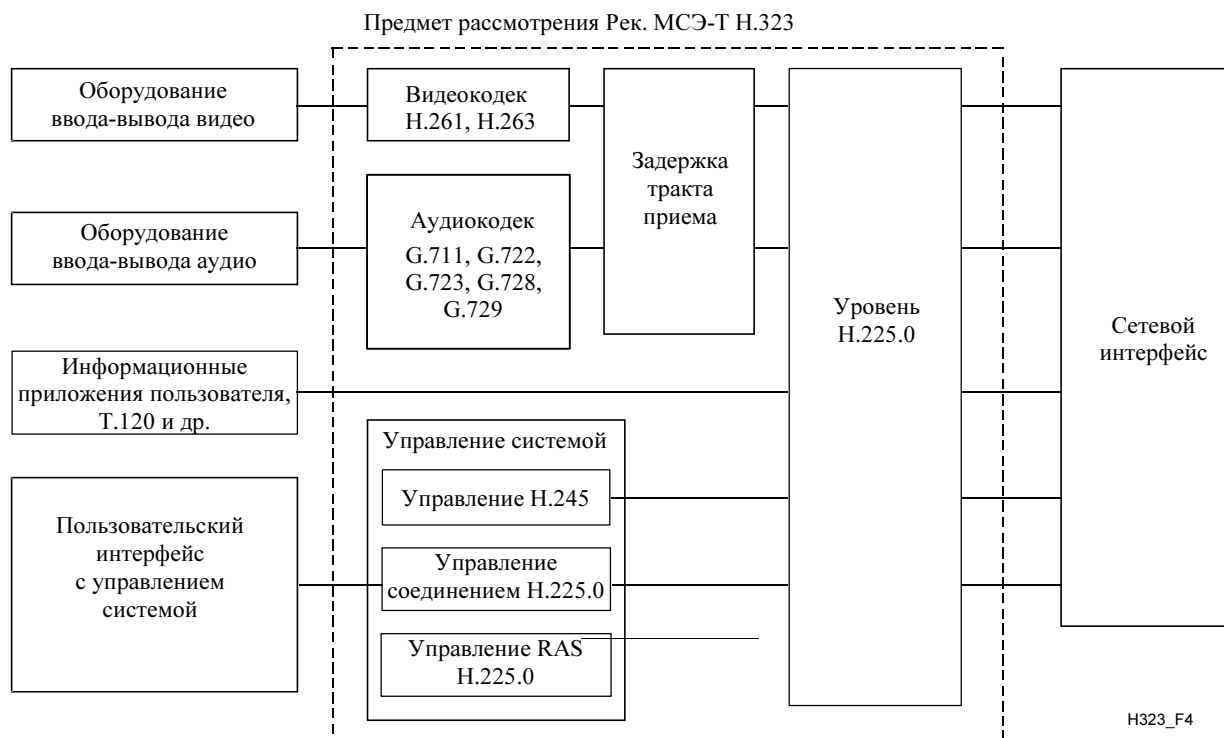 Предмет рассмотрения Рек. МСЭ-Т H.323
Оборудование
ввода-вывода видео
Видеокодек
H.261, H.263
Задержка
тракта
приема
Оборудование
ввода-вывода аудио
Аудиокодек
G.711, G.722,
G.723, G.728,
G.729
Уровень
H.225.0
Сетевой
интерфейс
Информационные
приложения пользователя,
T.120 и др.
Управление системой
Управление H.245
Пользовательский
интерфейс
с управлением
системой
Управление
соединением H.225.0
Управление RAS
H.225.0
H323_F4